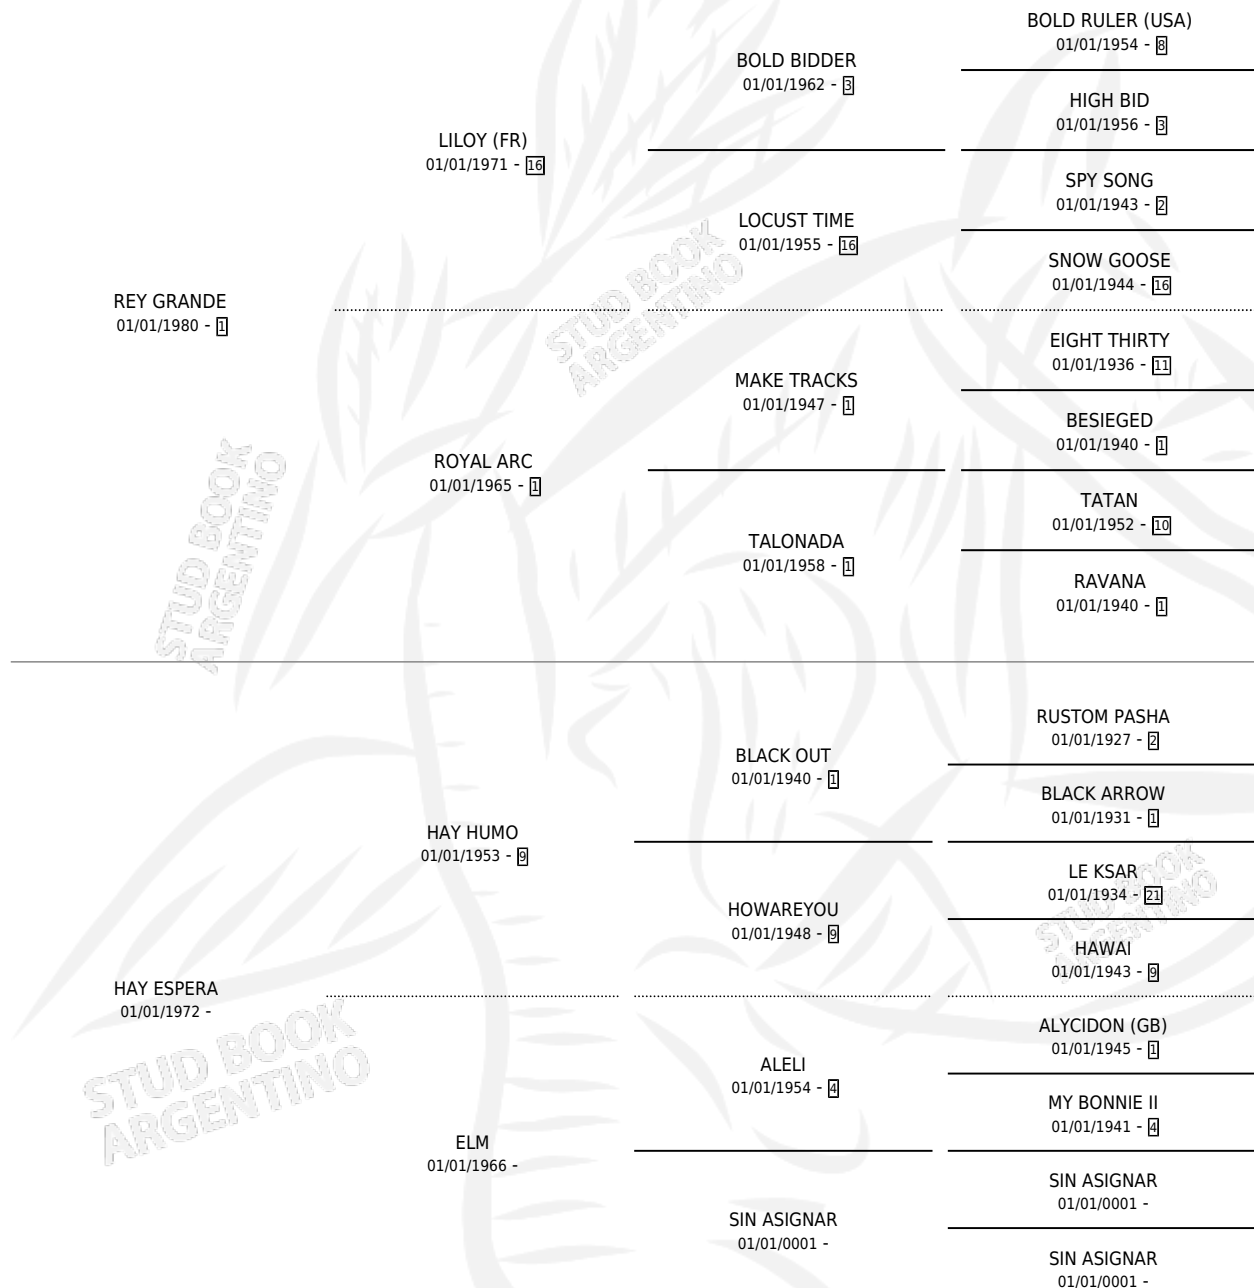 BOLD RULER (USA)
01/01/1954 - 8
BOLD BIDDER
01/01/1962 - 3
HIGH BID
01/01/1956 - 3
LILOY (FR)
01/01/1971 - 16
SPY SONG
01/01/1943 - 2
LOCUST TIME
01/01/1955 - 16
SNOW GOOSE
01/01/1944 - 16
REY GRANDE
01/01/1980 - 1
EIGHT THIRTY
01/01/1936 - 11
MAKE TRACKS
01/01/1947 - 1
BESIEGED
01/01/1940 - 1
ROYAL ARC
01/01/1965 - 1
TATAN
01/01/1952 - 10
TALONADA
01/01/1958 - 1
RAVANA
01/01/1940 - 1
RUSTOM PASHA
01/01/1927 - 2
BLACK OUT
01/01/1940 - 1
BLACK ARROW
01/01/1931 - 1
HAY HUMO
01/01/1953 - 9
LE KSAR
01/01/1934 - 21
HOWAREYOU
01/01/1948 - 9
HAWAI
01/01/1943 - 9
HAY ESPERA
01/01/1972 -
ALYCIDON (GB)
01/01/1945 - 1
ALELI
01/01/1954 - 4
MY BONNIE II
01/01/1941 - 4
ELM
01/01/1966 -
SIN ASIGNAR
01/01/0001 -
SIN ASIGNAR
01/01/0001 -
SIN ASIGNAR
01/01/0001 -
STUD BOOK
ARGENTINO
STUD BOOK
ARGENTINO
STUD BOOK
ARGENTINO
STUD BOOK
ARGENTINO